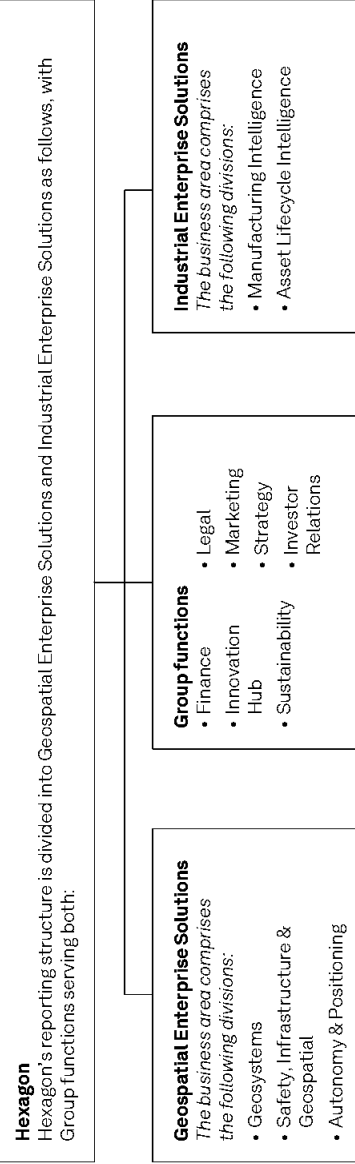 Hexagon
Hexagon's reporting structure is divided into Geospatial Enterprise Solutions and Industrial Enterprise Solutions as follows, with
Group functions serving both:
Geospatial Enterprise Solutions
The business area comprises
the following divisions:
• Geosystems
• Safety, Infrastructure &
Geospatial
• Autonomy & Positioning
Group functions
• Finance
• Innovation
Hub
• Sustainability
• Legal
• Marketing
• Strategy
• Investor
Relations
Industrial Enterprise Solutions
The business area comprises
the following divisions:
• Manufacturing Intelligence
• Asset Lifecycle Intelligence